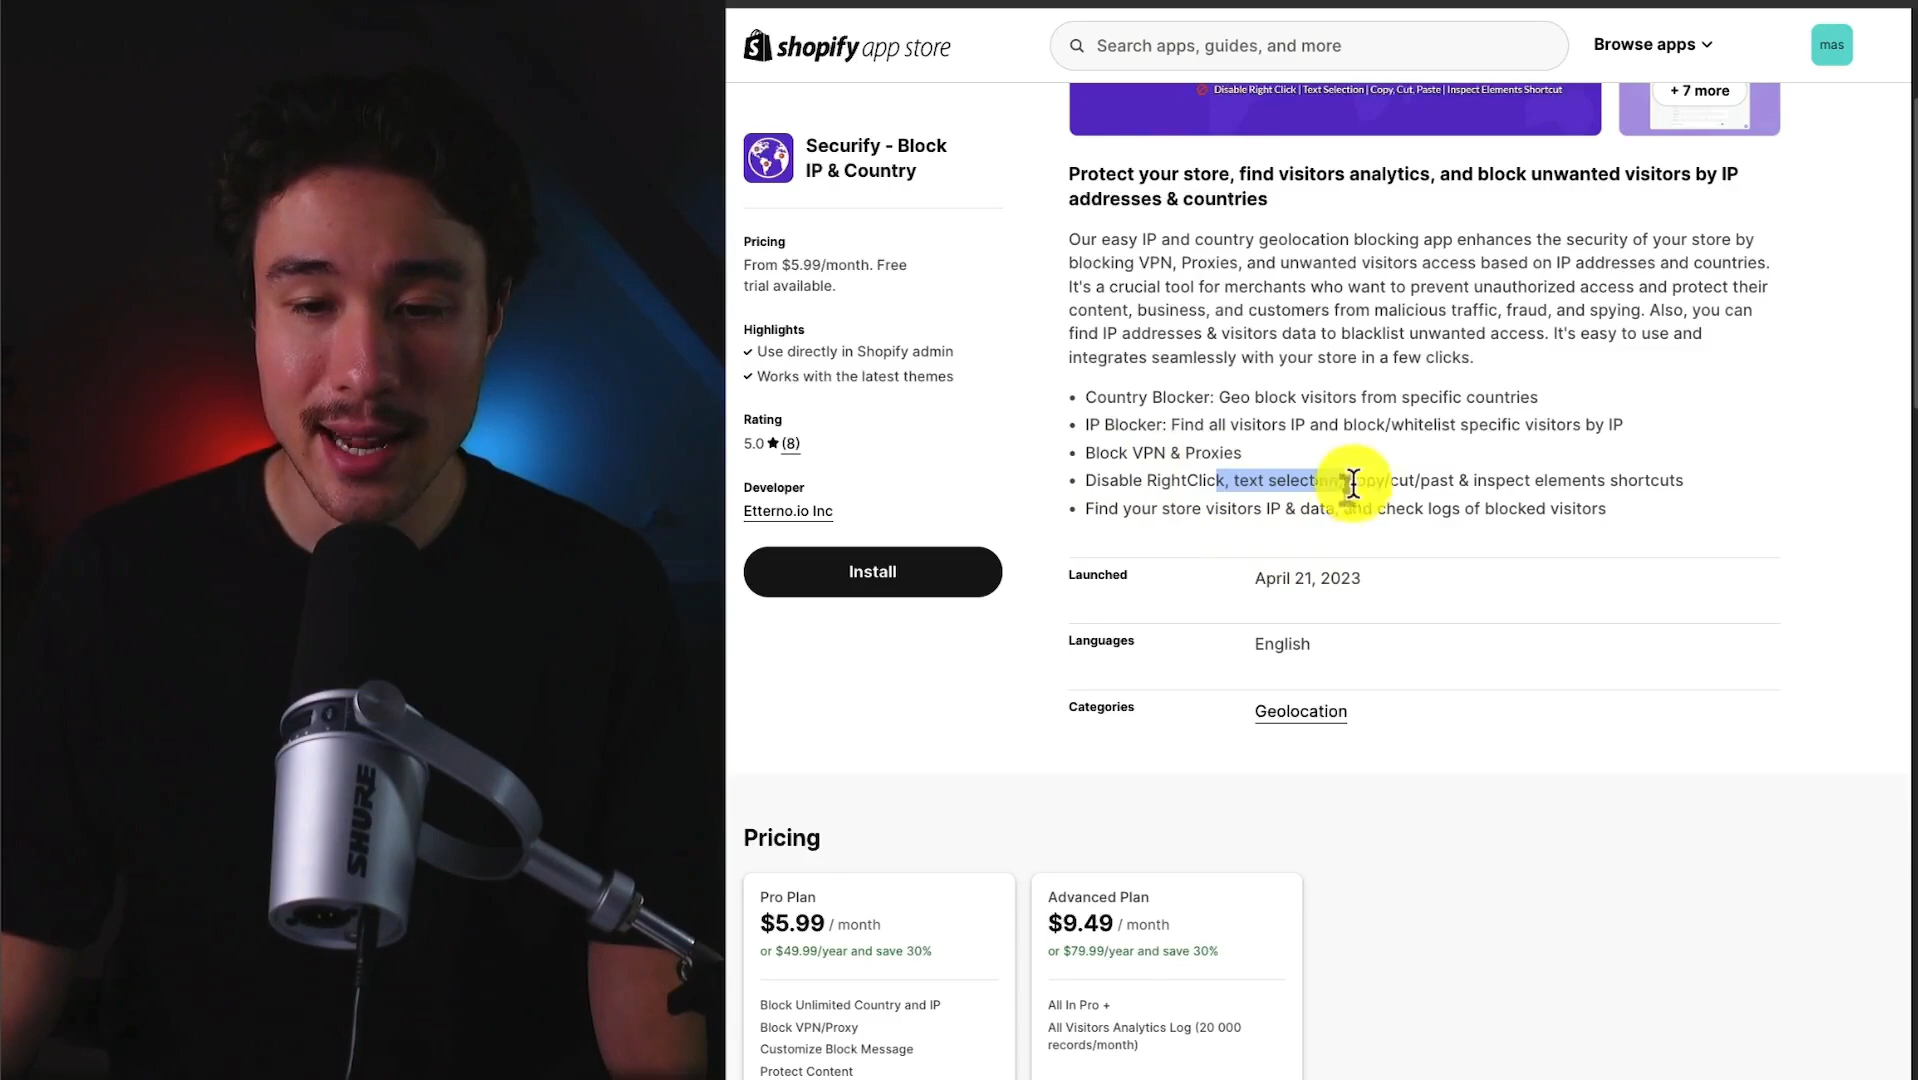 shopify app store
Search apps, guides, and more
Browse apps
mas
Disable Right Click | Text Selection | Copy, Cut, Paste | Inspect Elements Shortcut
+ 7 more
Securify - Block
IP & Country
Pricing
From $5.99/month. Free
trial available.
Highlights
Use directly in Shopify admin
Works with the latest themes
Rating
5.0 ★ (8)
Developer
Etterno.io Inc
Install
Protect your store, find visitors analytics, and block unwanted visitors by IP
addresses & countries
Our easy IP and country geolocation blocking app enhances the security of your store by
blocking VPN, Proxies, and unwanted visitors access based on IP addresses and countries.
It's a crucial tool for merchants who want to prevent unauthorized access and protect their
content, business, and customers from malicious traffic, fraud, and spying. Also, you can
find IP addresses & visitors data to blacklist unwanted access. It's easy to use and
integrates seamlessly with your store in a few clicks.
• Country Blocker: Geo block visitors from specific countries
• IP Blocker: Find all visitors IP and block/whitelist specific visitors by IP
• Block VPN & Proxies
• Disable RightClick, text selection, copy/cut/past & inspect elements shortcuts
• Find your store visitors IP & data, and check logs of blocked visitors
Launched
April 21, 2023
Languages
English
Categories
Geolocation
Pricing
Pro Plan
$5.99 / month
or $49.99/year and save 30%
Block Unlimited Country and IP
Block VPN/Proxy
Customize Block Message
Protect Content
Advanced Plan
$9.49 / month
or $79.99/year and save 30%
All In Pro +
All Visitors Analytics Log (20 000
records/month)
SHURE